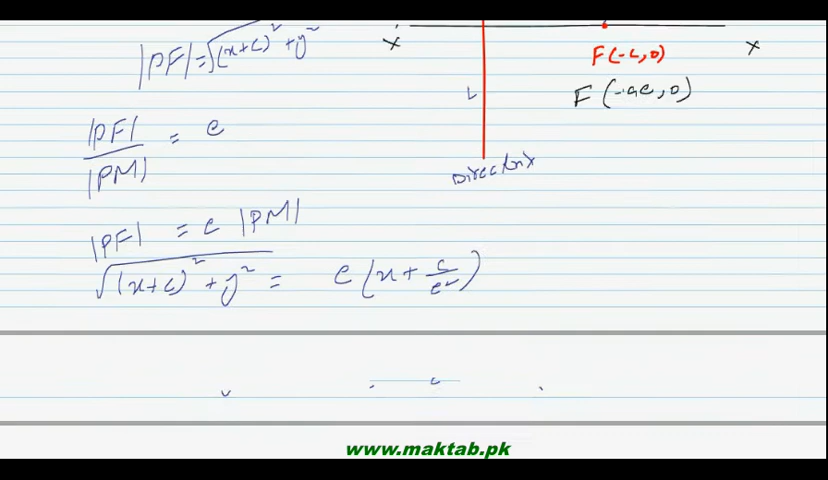 |PF| = √(x+c)² + y²
X X
F(-c,0)
F(-ae,0)
L
|PF| / |PM| = e
Directrix
|PF| = e |PM|
√(x+c)² + y² = e(x + c/e²)
www.maktab.pk